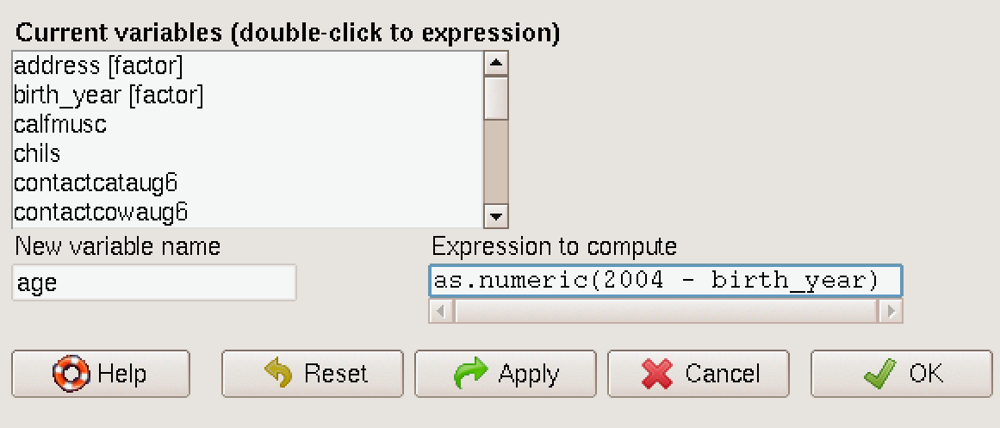 Current variables (double-click to expression)
address [factor]
birth_year [factor]
calfmusc
chils
contactcataug6
contactcowaug6
New variable name
Expression to compute
age
as.numeric(2004 - birth_year)
Help
Reset
Apply
Cancel
OK